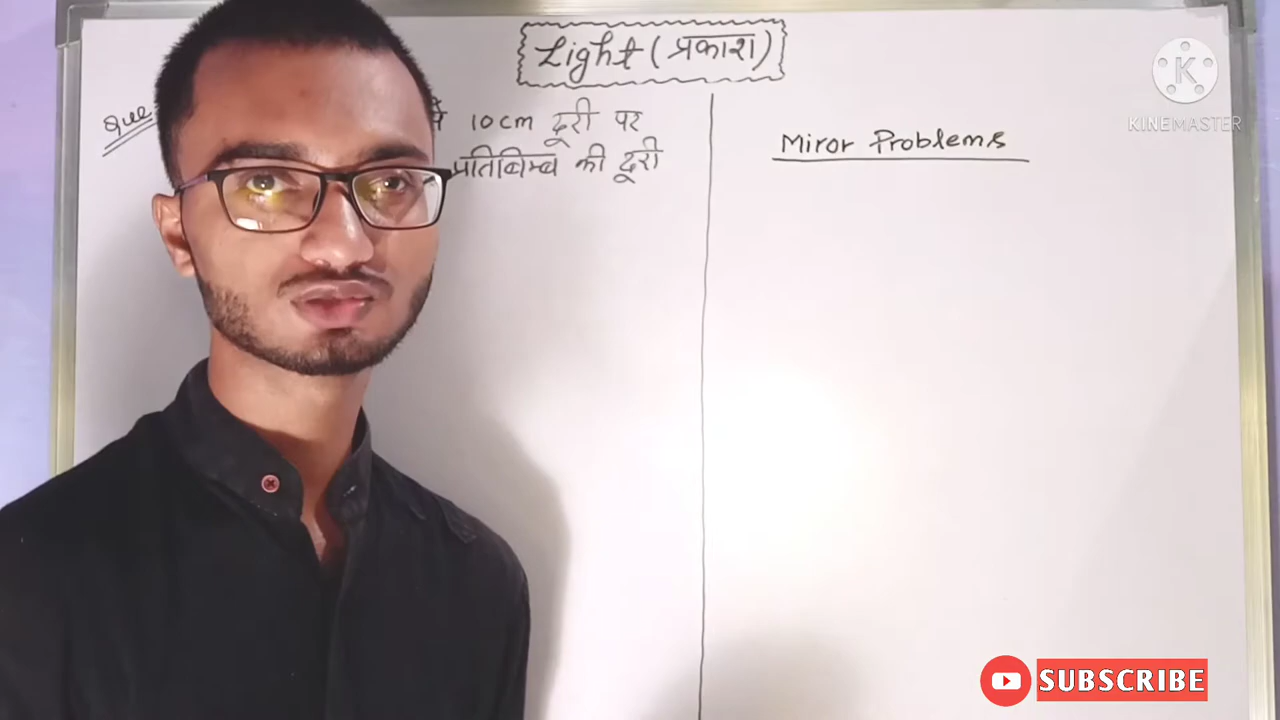 Light (प्रकाश)
Que
10cm दूरी पर
प्रतिबिम्ब की दूरी
Miror Problems
K
KINEMASTER
SUBSCRIBE